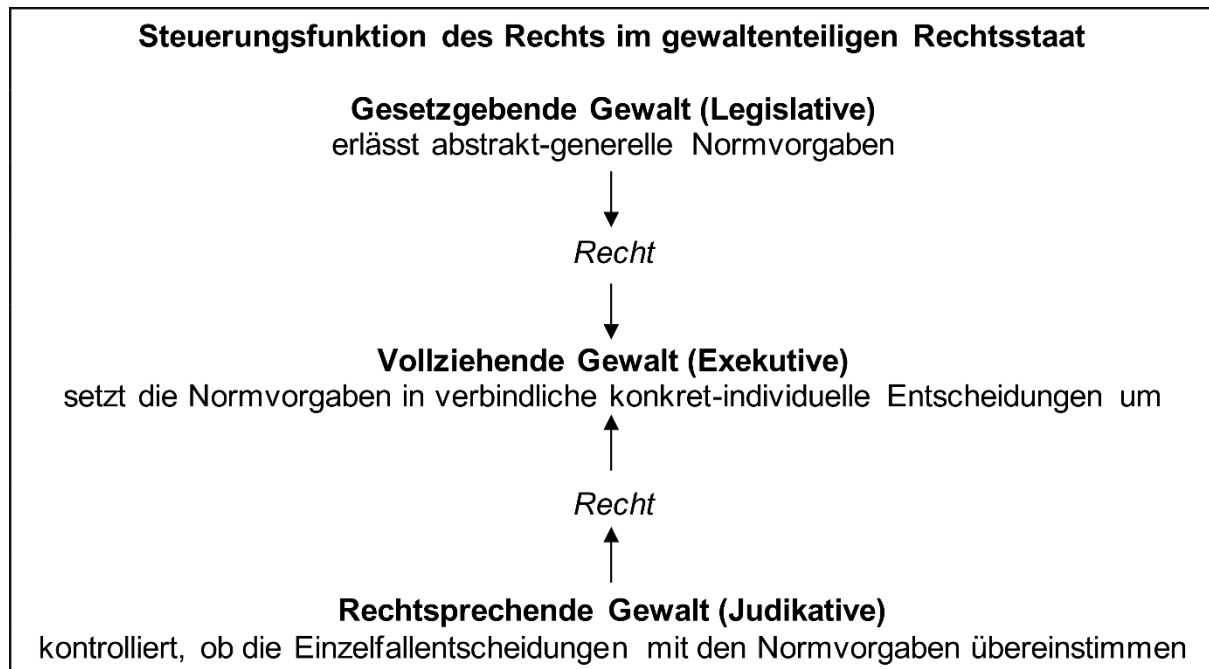 Steuerungsfunktion des Rechts im gewaltenteiligen Rechtsstaat
Gesetzgebende Gewalt (Legislative)
erlässt abstrakt-generelle Normvorgaben
Recht
Vollziehende Gewalt (Exekutive)
setzt die Normvorgaben in verbindliche konkret-individuelle Entscheidungen um
Recht
Rechtsprechende Gewalt (Judikative)
kontrolliert, ob die Einzelfallentscheidungen mit den Normvorgaben übereinstimmen